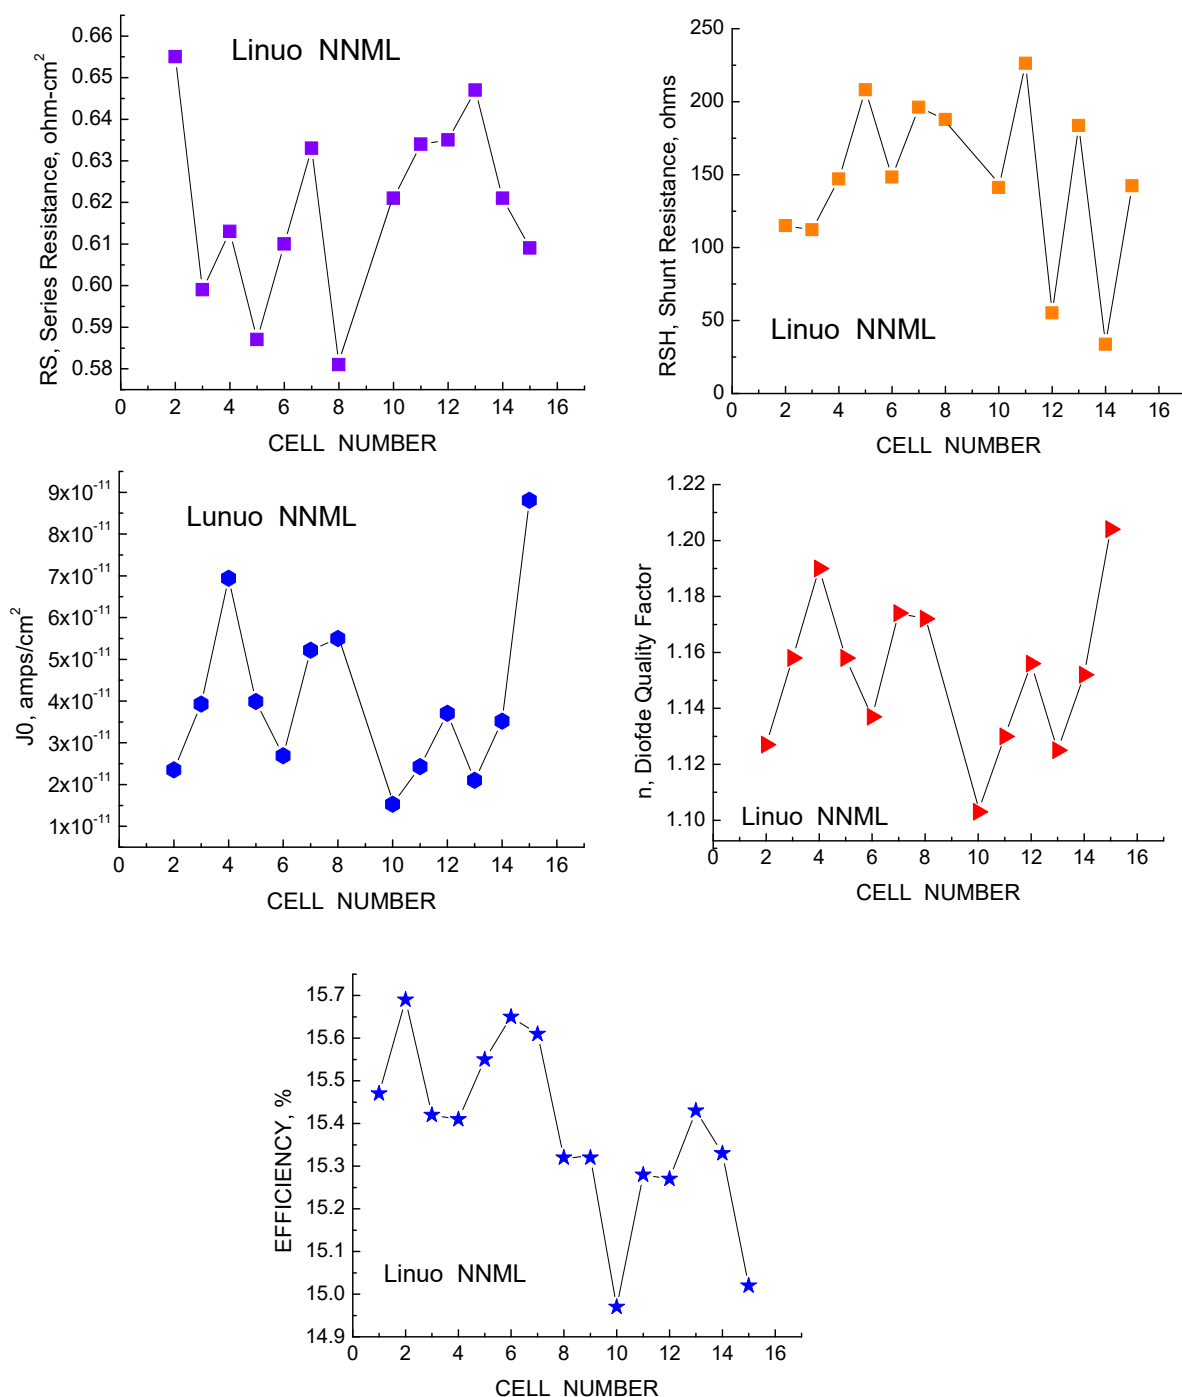 Linuo NNML
RS, Series Resistance, ohm-cm²
0.66
0.65
0.64
0.63
0.62
0.61
0.60
0.59
0.58
0 2 4 6 8 10 12 14 16
CELL NUMBER
Linuo NNML
RSH, Shunt Resistance, ohms
250
200
150
100
50
0
0 2 4 6 8 10 12 14 16
CELL NUMBER
Lunuo NNML
J0, amps/cm²
9x10⁻¹¹
8x10⁻¹¹
7x10⁻¹¹
6x10⁻¹¹
5x10⁻¹¹
4x10⁻¹¹
3x10⁻¹¹
2x10⁻¹¹
1x10⁻¹¹
0 2 4 6 8 10 12 14 16
CELL NUMBER
n, Diofde Quality Factor
1.22
1.20
1.18
1.16
1.14
1.12
1.10
Linuo NNML
0 2 4 6 8 10 12 14 16
CELL NUMBER
EFFICIENCY, %
15.7
15.6
15.5
15.4
15.3
15.2
15.1
15.0
14.9
Linuo NNML
0 2 4 6 8 10 12 14 16
CELL NUMBER